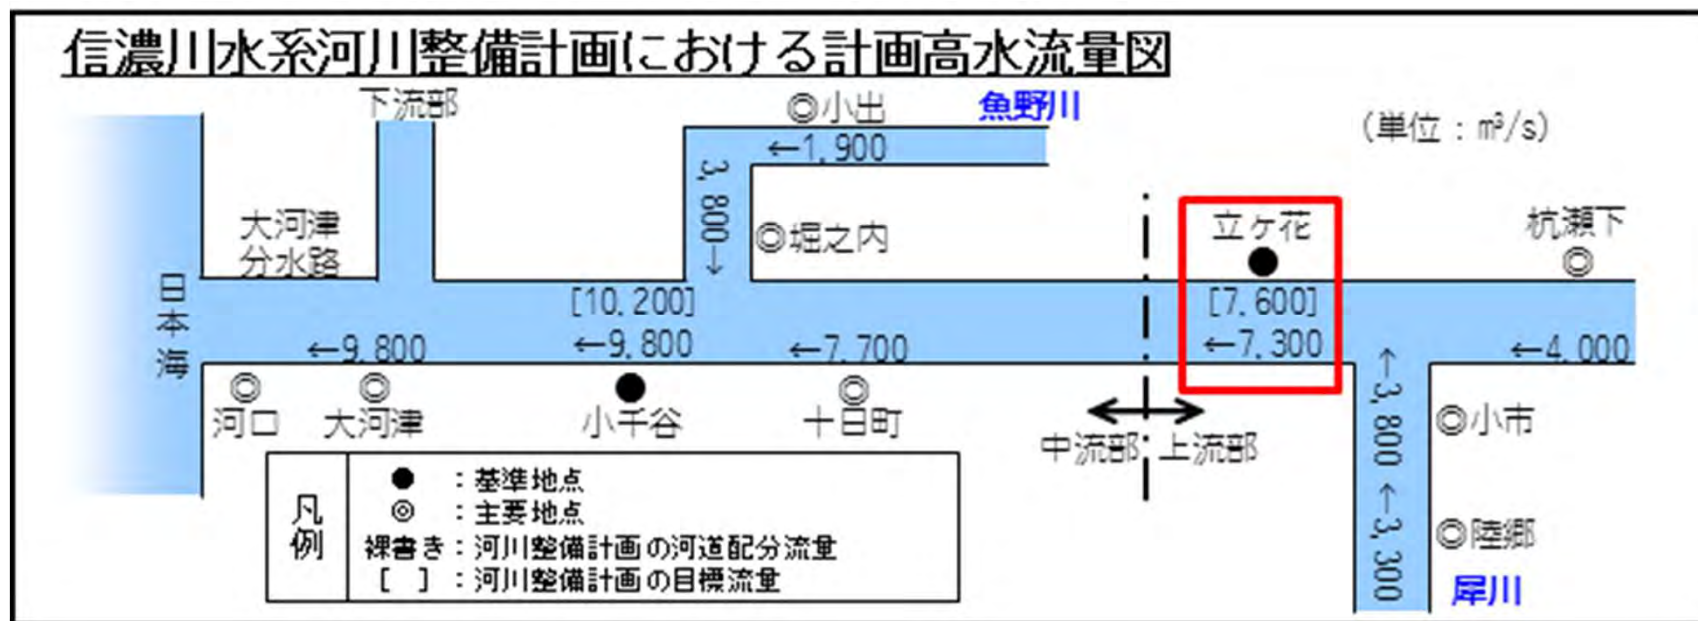 信濃川水系河川整備計画における計画高水流量図
下流部
◎小出
魚野川
(単位：m³/s)
←1,900
3,800→
◎堀之内
大河津
分水路
立ヶ花
●
杭瀬下
◎
日本海
[10,200]
[7,600]
←9,800
←9,800
←7,700
←7,300
←4,000
◎
河口
◎
大河津
●
小千谷
◎
十日町
中流部
上流部
←3,800
←3,300
◎小市
◎陸郷
犀川
凡例
●：基準地点
◎：主要地点
裸書き：河川整備計画の河道配分流量
[ ]：河川整備計画の目標流量